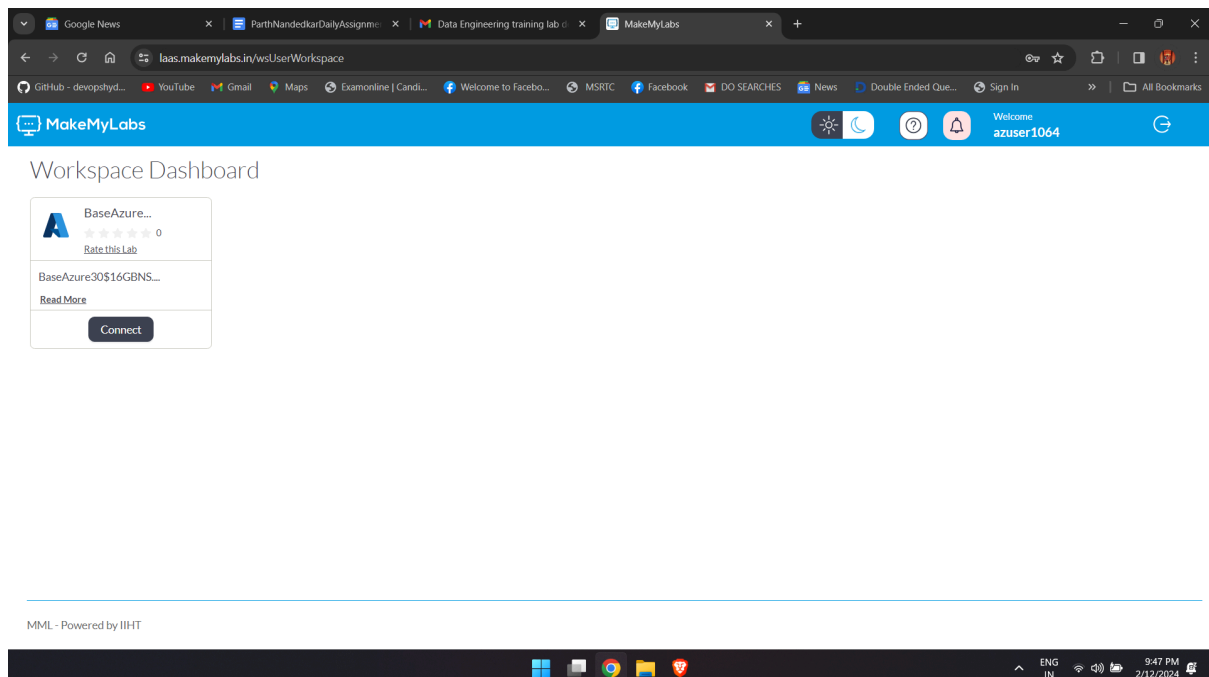 Google News
ParthNandedkarDailyAssignme
Data Engineering training lab d
MakeMyLabs
laas.makemylabs.in/wsUserWorkspace
GitHub - devopshyd...
YouTube
Gmail
Maps
Examonline | Candi...
Welcome to Facebo...
MSRTC
Facebook
DO SEARCHES
News
Double Ended Que...
Sign In
»
All Bookmarks
MakeMyLabs
Welcome
azuser1064
Workspace Dashboard
BaseAzure...
0
Rate this Lab
BaseAzure30$16GBNS....
Read More
Connect
MML - Powered by IIHT
ENG
IN
9:47 PM
2/12/2024